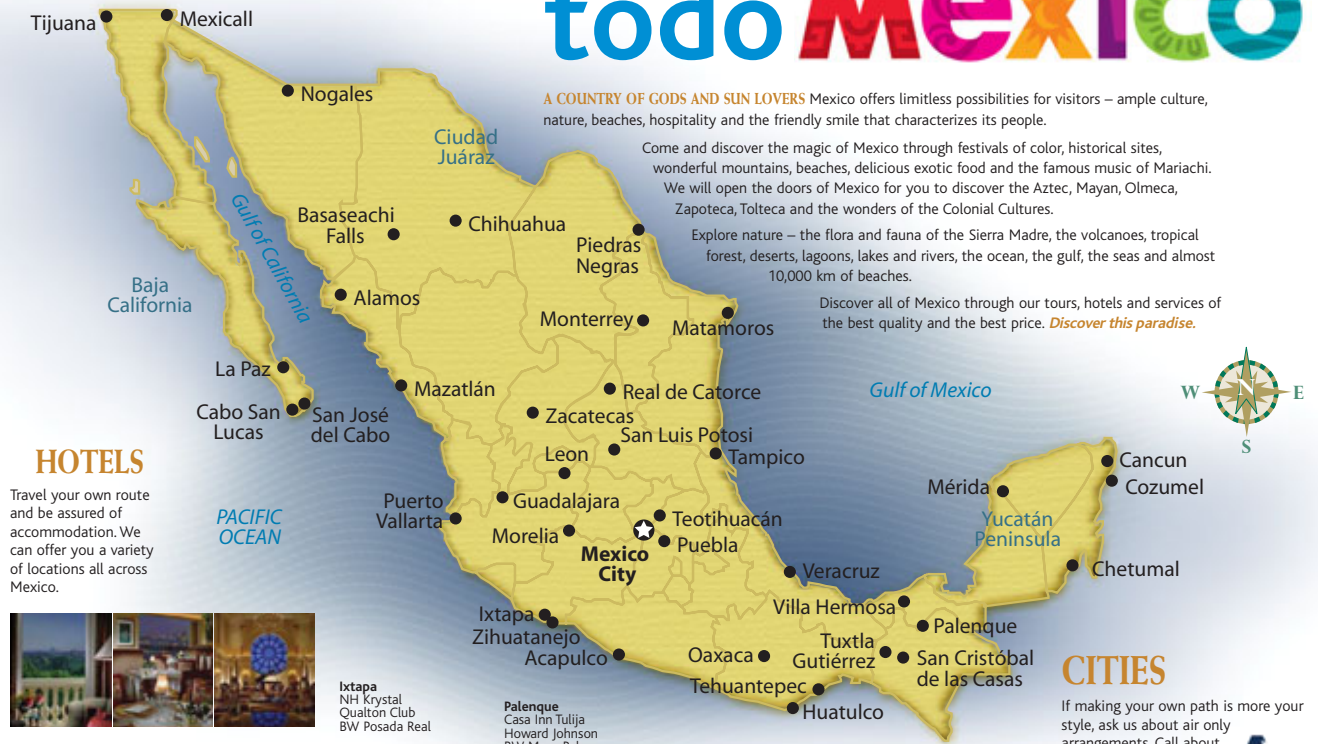 todo México
A COUNTRY OF GODS AND SUN LOVERS Mexico offers limitless possibilities for visitors – ample culture,
nature, beaches, hospitality and the friendly smile that characterizes its people.
Come and discover the magic of Mexico through festivals of color, historical sites,
wonderful mountains, beaches, delicious exotic food and the famous music of Mariachi.
We will open the doors of Mexico for you to discover the Aztec, Mayan, Olmeca,
Zapoteca, Tolteca and the wonders of the Colonial Cultures.
Explore nature – the flora and fauna of the Sierra Madre, the volcanoes, tropical
forest, deserts, lagoons, lakes and rivers, the ocean, the gulf, the seas and almost
10,000 km of beaches.
Discover all of Mexico through our tours, hotels and services of
the best quality and the best price. Discover this paradise.
Tijuana
Mexicall
Nogales
Ciudad
Juáraz
Basaseachi
Falls
Chihuahua
Piedras
Negras
Gulf of California
Baja
California
Alamos
Monterrey
Matamoros
La Paz
Mazatlán
Real de Catorce
Gulf of Mexico
N
W
E
S
Cabo San
Lucas
San José
del Cabo
Zacatecas
San Luis Potosi
Leon
Tampico
Cancun
Cozumel
Mérida
Yucatán
Peninsula
Chetumal
HOTELS
Travel your own route
and be assured of
accommodation. We
can offer you a variety
of locations all across
Mexico.
PACIFIC
OCEAN
Puerto
Vallarta
Guadalajara
Morelia
Teotihuacán
Mexico
City
Puebla
Veracruz
Villa Hermosa
Palenque
Ixtapa
Zihuatanejo
Acapulco
Oaxaca
Tuxtla
Gutiérrez
San Cristóbal
de las Casas
Tehuantepec
Huatulco
Ixtapa
NH Krystal
Qualton Club
BW Posada Real
Palenque
Casa Inn Tulija
Howard Johnson
CITIES
If making your own path is more your
style, ask us about air only
arrangements. Call about